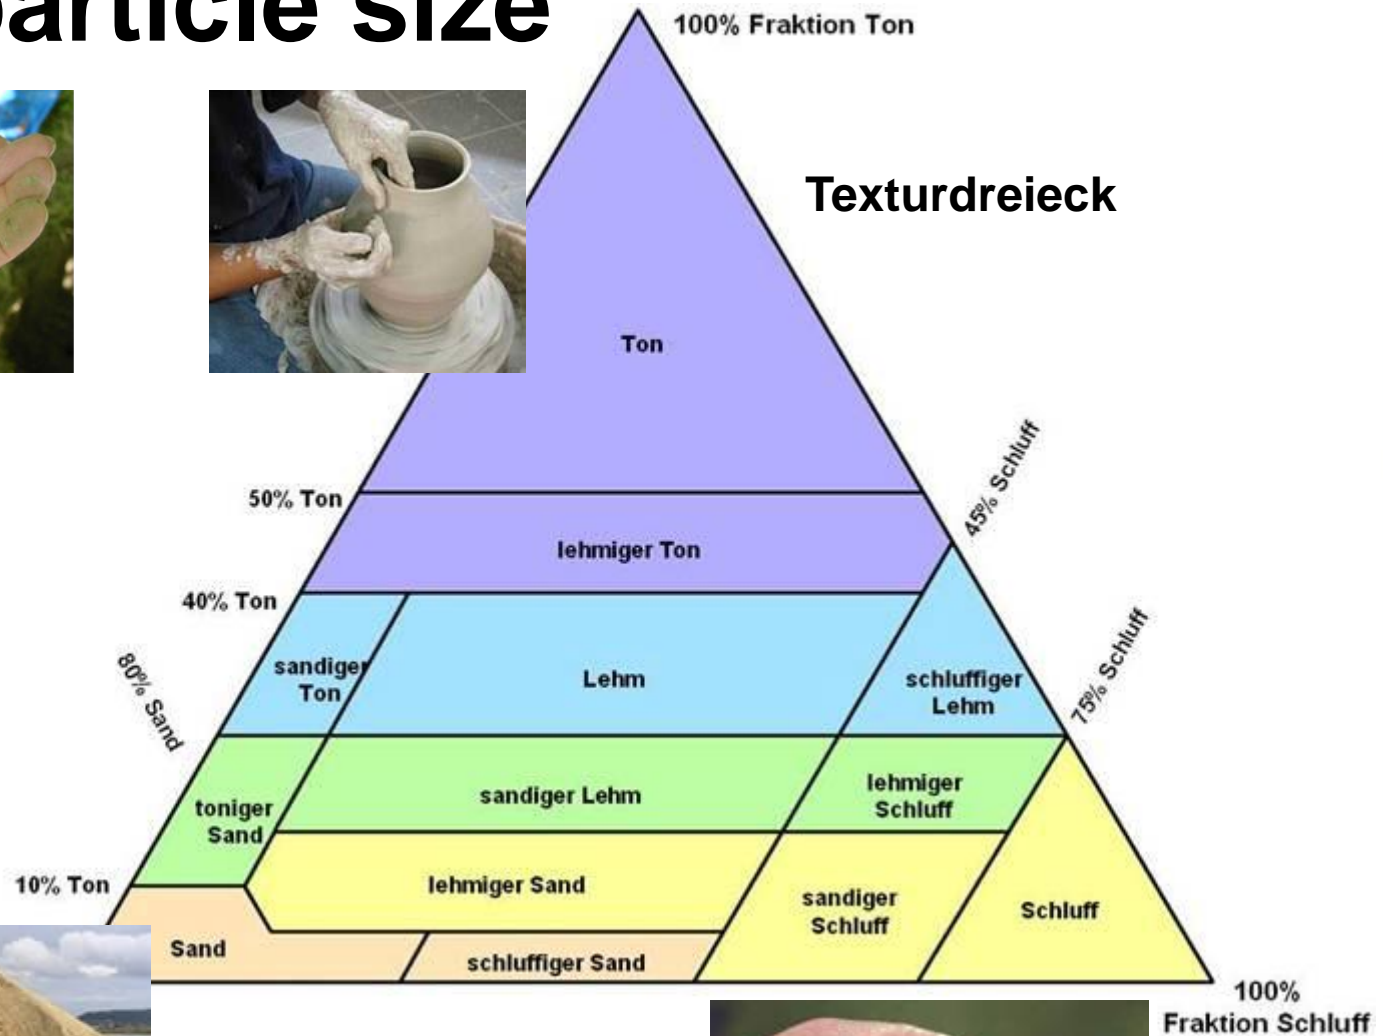 particle size
100% Fraktion Ton
Texturdreieck
Ton
45% Schluff
50% Ton
lehmiger Ton
40% Ton
75% Schluff
80% Sand
sandiger
Ton
Lehm
schluffiger
Lehm
toniger
Sand
sandiger Lehm
lehmiger
Schluff
10% Ton
lehmiger Sand
sandiger
Schluff
Schluff
Sand
schluffiger Sand
100%
Fraktion Schluff